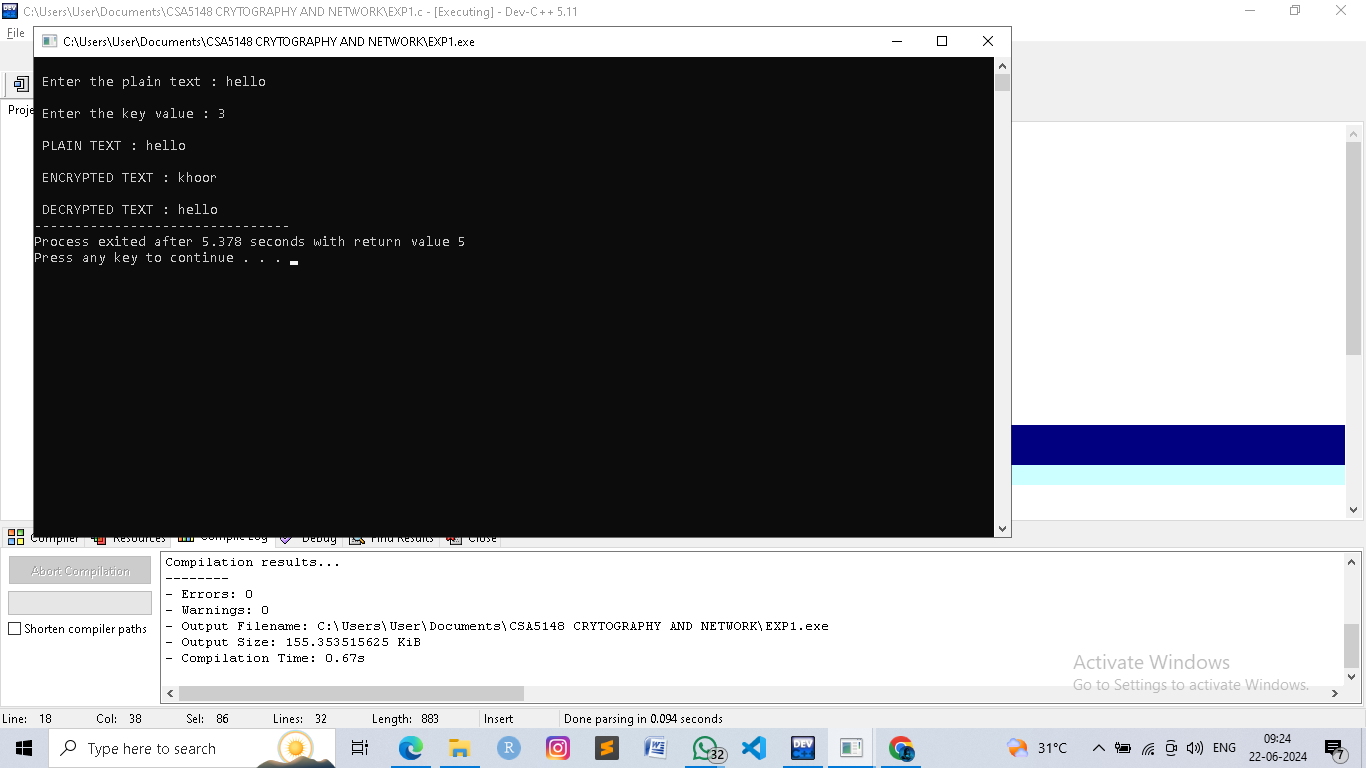 C:\Users\User\Documents\CSA5148 CRYTOGRAPHY AND NETWORK\EXP1.c - [Executing] - Dev-C++ 5.11
File
C:\Users\User\Documents\CSA5148 CRYTOGRAPHY AND NETWORK\EXP1.exe
Enter the plain text : hello
Proje
Enter the key value : 3
PLAIN TEXT : hello
ENCRYPTED TEXT : khoor
DECRYPTED TEXT : hello
--------------------------------
Process exited after 5.378 seconds with return value 5
Press any key to continue . . .
Compiler Resources Compile Log Debug Find Results Close
Compilation results...
--------
Abort Compilation
- Errors: 0
- Warnings: 0
- Output Filename: C:\Users\User\Documents\CSA5148 CRYTOGRAPHY AND NETWORK\EXP1.exe
Shorten compiler paths
- Output Size: 155.353515625 KiB
- Compilation Time: 0.67s
Activate Windows
Go to Settings to activate Windows.
Line: 18 Col: 38 Sel: 86 Lines: 32 Length: 883 Insert Done parsing in 0.094 seconds
Type here to search
R
32
DEV
31°C
ENG
09:24
22-06-2024
7